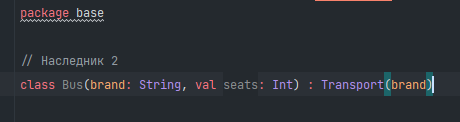 package base
// Наследник 2
class Bus(brand: String, val seats: Int) : Transport(brand)